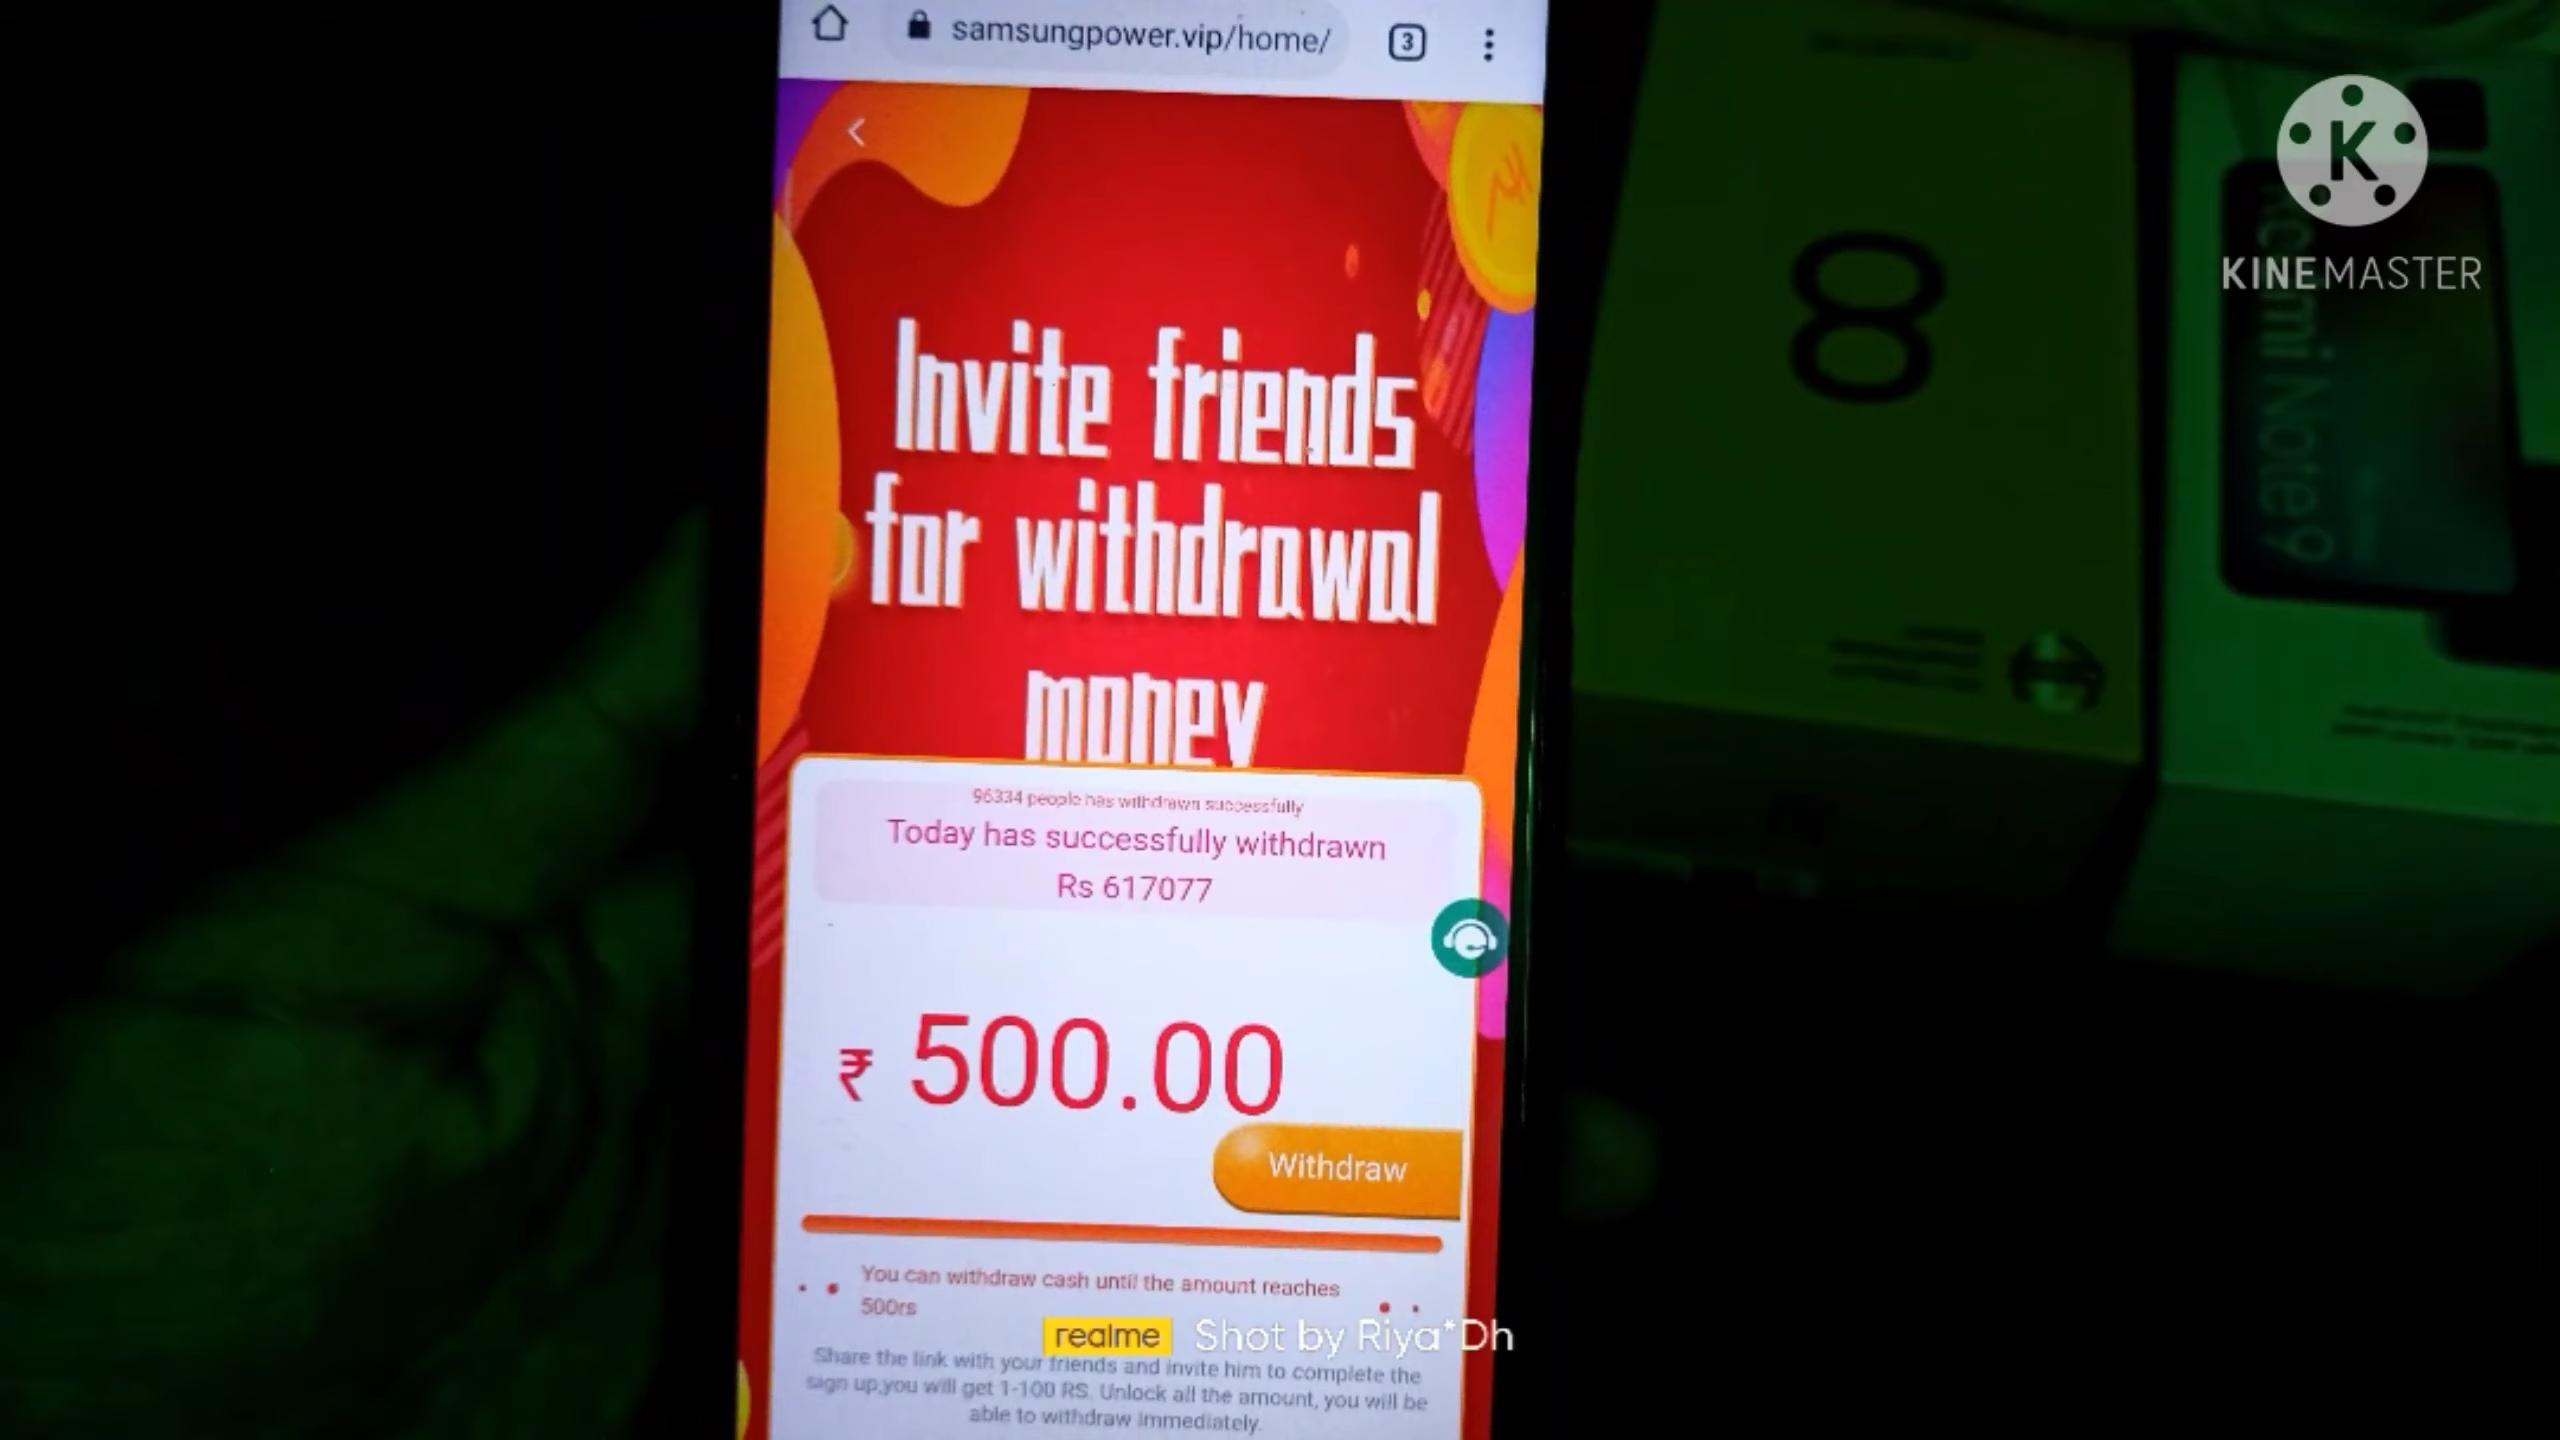 samsungpower.vip/home/
3
Invite friends
for withdrawal
money
96334 people has withdrawn successfully
Today has successfully withdrawn
Rs 617077
₹ 500.00
Withdraw
You can withdraw cash until the amount reaches
500rs
Share the link with your friends and invite him to complete the
sign up,you will get 1-100 RS. Unlock all the amount, you will be
able to withdraw immediately.
realme Shot by Riya*Dh
8
Redmi Note 9
K
KINEMASTER